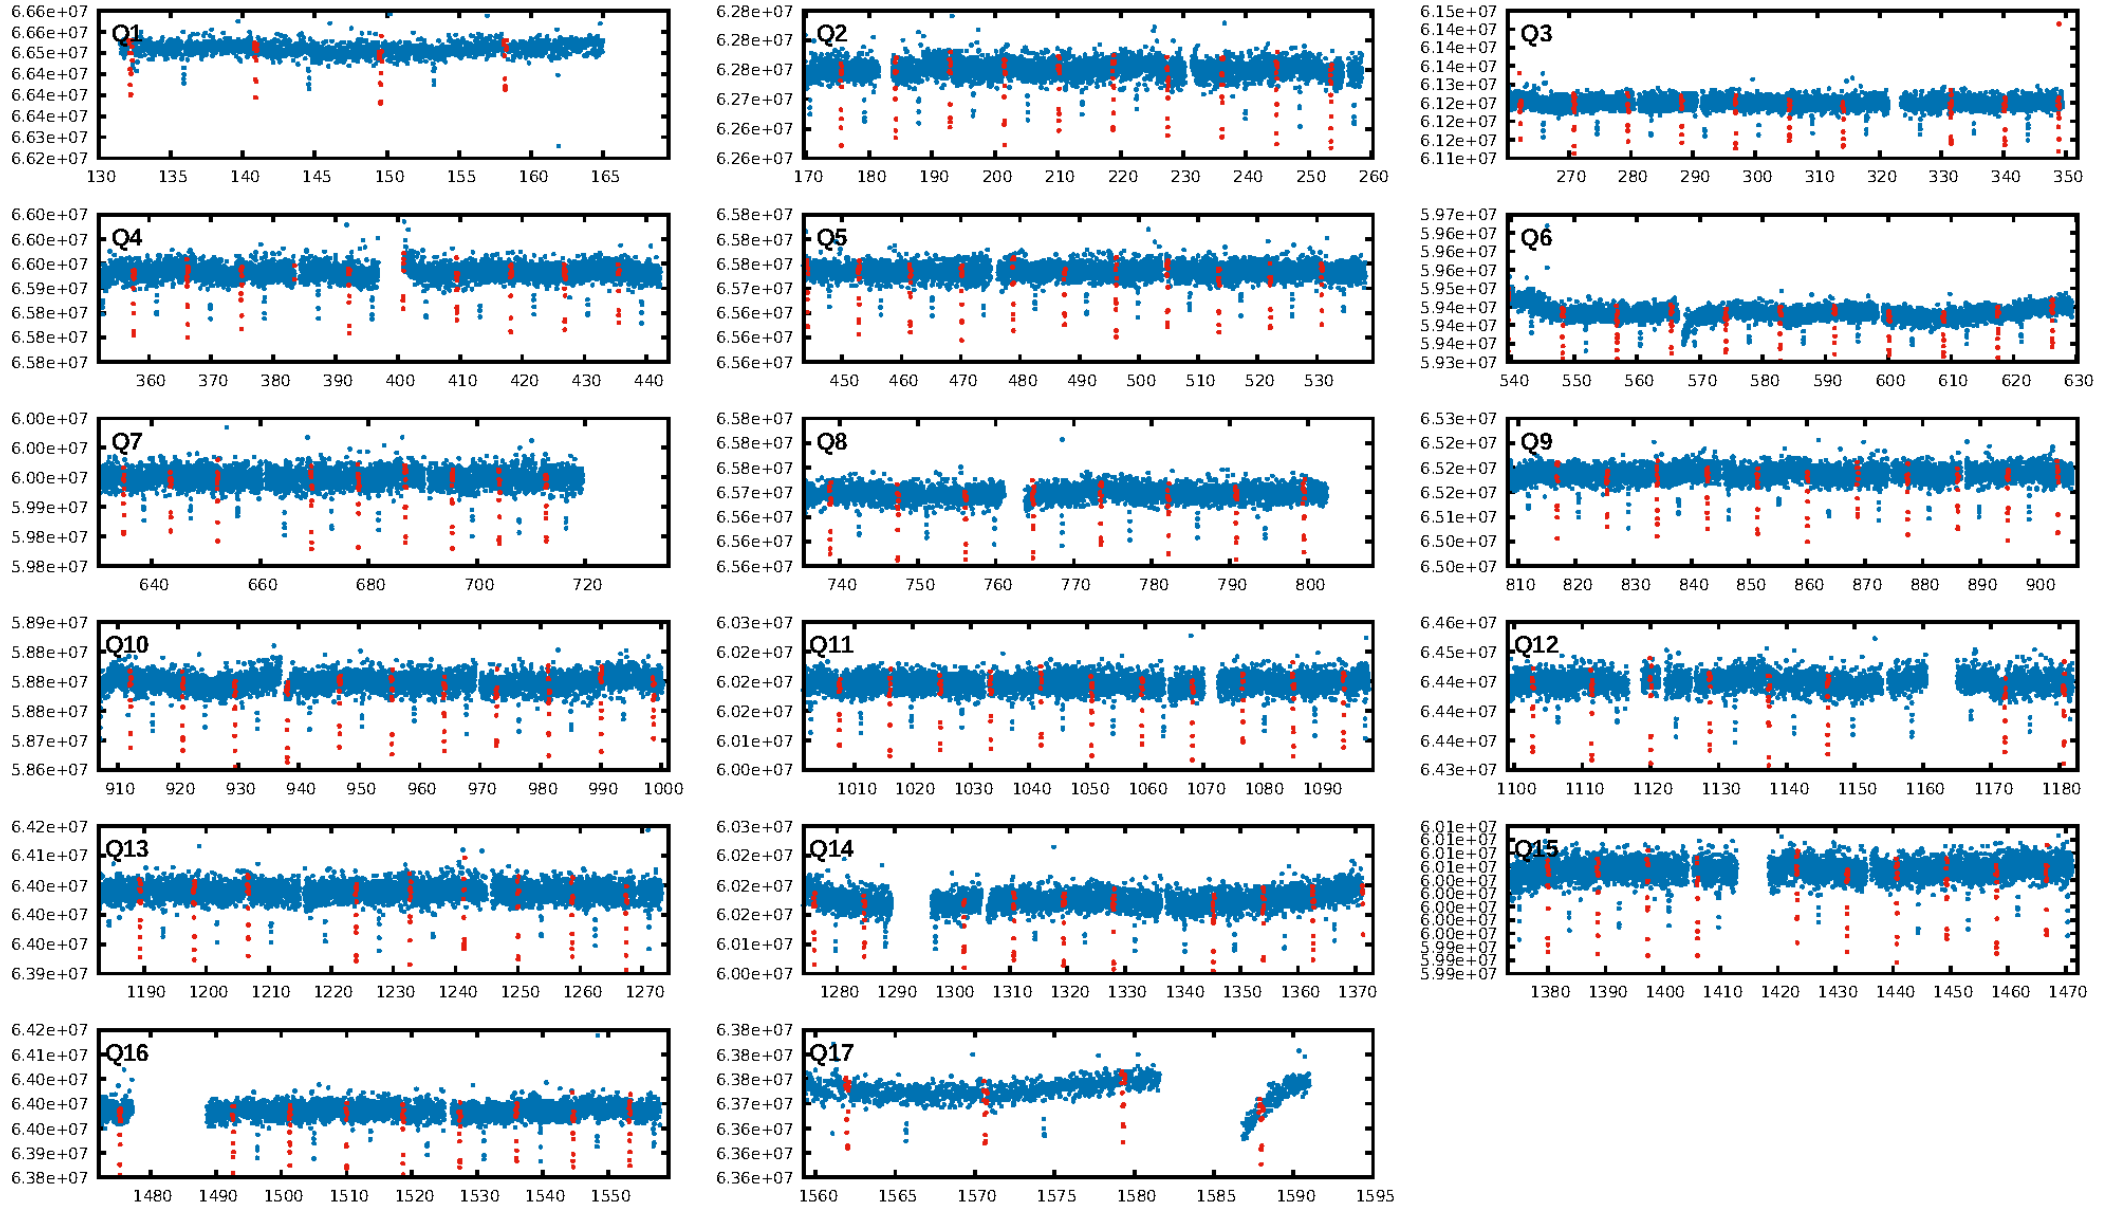 6.66e+07 6.66e+07 6.65e+07 6.64e+07 6.64e+07 6.63e+07 6.62e+07
Q1
130 135 140 145 150 155 160 165
6.28e+07 6.28e+07 6.28e+07 6.27e+07 6.26e+07 6.26e+07
Q2
170 180 190 200 210 220 230 240 250 260
6.15e+07 6.14e+07 6.14e+07 6.14e+07 6.13e+07 6.12e+07 6.12e+07 6.11e+07 6.11e+07
Q3
270 280 290 300 310 320 330 340 350
6.60e+07 6.60e+07 6.60e+07 6.59e+07 6.58e+07 6.58e+07 6.58e+07
Q4
360 370 380 390 400 410 420 430 440
6.58e+07 6.58e+07 6.58e+07 6.57e+07 6.56e+07 6.56e+07 6.56e+07
Q5
450 460 470 480 490 500 510 520 530
5.97e+07 5.96e+07 5.96e+07 5.96e+07 5.95e+07 5.94e+07 5.94e+07 5.94e+07 5.93e+07
Q6
540 550 560 570 580 590 600 610 620 630
6.00e+07 6.00e+07 6.00e+07 5.99e+07 5.98e+07 5.98e+07
Q7
640 660 680 700 720
6.58e+07 6.58e+07 6.58e+07 6.57e+07 6.56e+07 6.56e+07 6.56e+07
Q8
740 750 760 770 780 790 800
6.53e+07 6.52e+07 6.52e+07 6.52e+07 6.51e+07 6.50e+07 6.50e+07
Q9
810 820 830 840 850 860 870 880 890 900
5.89e+07 5.88e+07 5.88e+07 5.88e+07 5.87e+07 5.86e+07
Q10
910 920 930 940 950 960 970 980 990 1000
6.03e+07 6.02e+07 6.02e+07 6.02e+07 6.01e+07 6.00e+07
Q11
1010 1020 1030 1040 1050 1060 1070 1080 1090
6.46e+07 6.45e+07 6.44e+07 6.44e+07 6.44e+07 6.43e+07
Q12
1100 1110 1120 1130 1140 1150 1160 1170 1180
6.42e+07 6.41e+07 6.40e+07 6.40e+07 6.40e+07 6.39e+07
Q13
1190 1200 1210 1220 1230 1240 1250 1260 1270
6.03e+07 6.02e+07 6.02e+07 6.02e+07 6.01e+07 6.00e+07
Q14
1280 1290 1300 1310 1320 1330 1340 1350 1360 1370
6.01e+07 6.01e+07 6.01e+07 6.01e+07 6.00e+07 6.00e+07 6.00e+07 6.00e+07 6.00e+07 5.99e+07 5.99e+07 5.99e+07
Q15
1380 1390 1400 1410 1420 1430 1440 1450 1460 1470
6.42e+07 6.41e+07 6.40e+07 6.40e+07 6.40e+07 6.39e+07 6.38e+07
Q16
1480 1490 1500 1510 1520 1530 1540 1550
6.38e+07 6.38e+07 6.38e+07 6.37e+07 6.36e+07 6.36e+07 6.36e+07
Q17
1560 1565 1570 1575 1580 1585 1590 1595